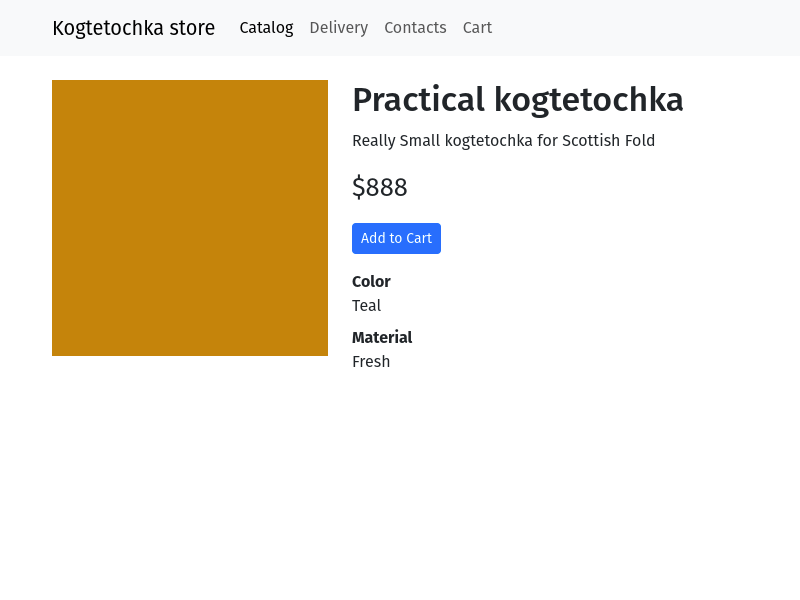 Kogtetochka store Catalog Delivery Contacts Cart
Practical kogtetochka
Really Small kogtetochka for Scottish Fold
$888
Add to Cart
Color
Teal
Material
Fresh